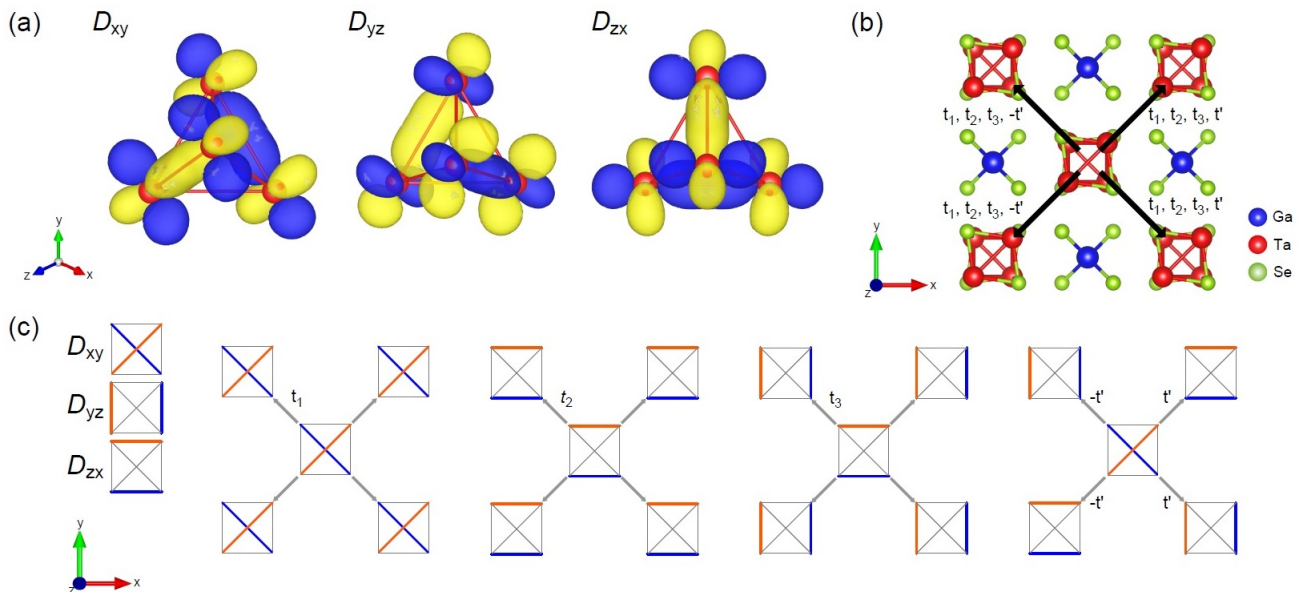 (a)
Dxy
Dyz
Dzx
y
z
x
(b)
t1, t2, t3, -t'
t1, t2, t3, t'
t1, t2, t3, -t'
t1, t2, t3, t'
Ga
Ta
Se
y
z
x
(c)
Dxy
Dyz
Dzx
t1
t2
t3
-t'
t'
-t'
t'
y
z
x